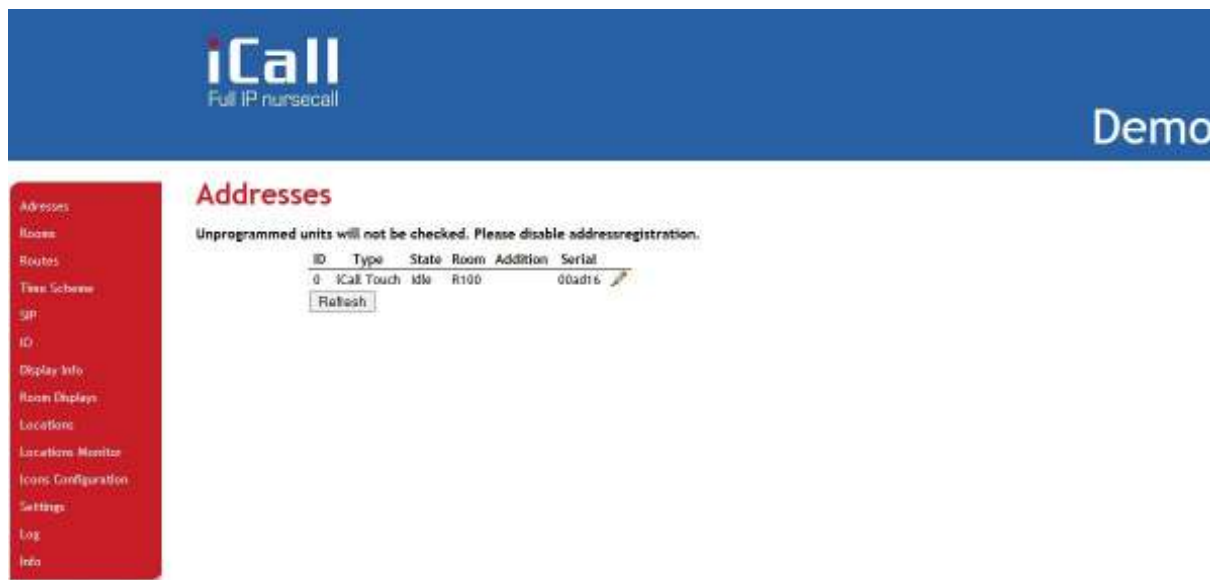 iCall
Full IP nursecall
Demo
Adresses
Rooms
Routes
Time Scheme
SIP
IO
Display Info
Room Displays
Locations
Locations Monitor
Icons Configuration
Settings
Log
Info
Addresses
Unprogrammed units will not be checked. Please disable addressregistration.
ID Type State Room Addition Serial
0 iCall Touch Idle R100 00ad16
Refresh